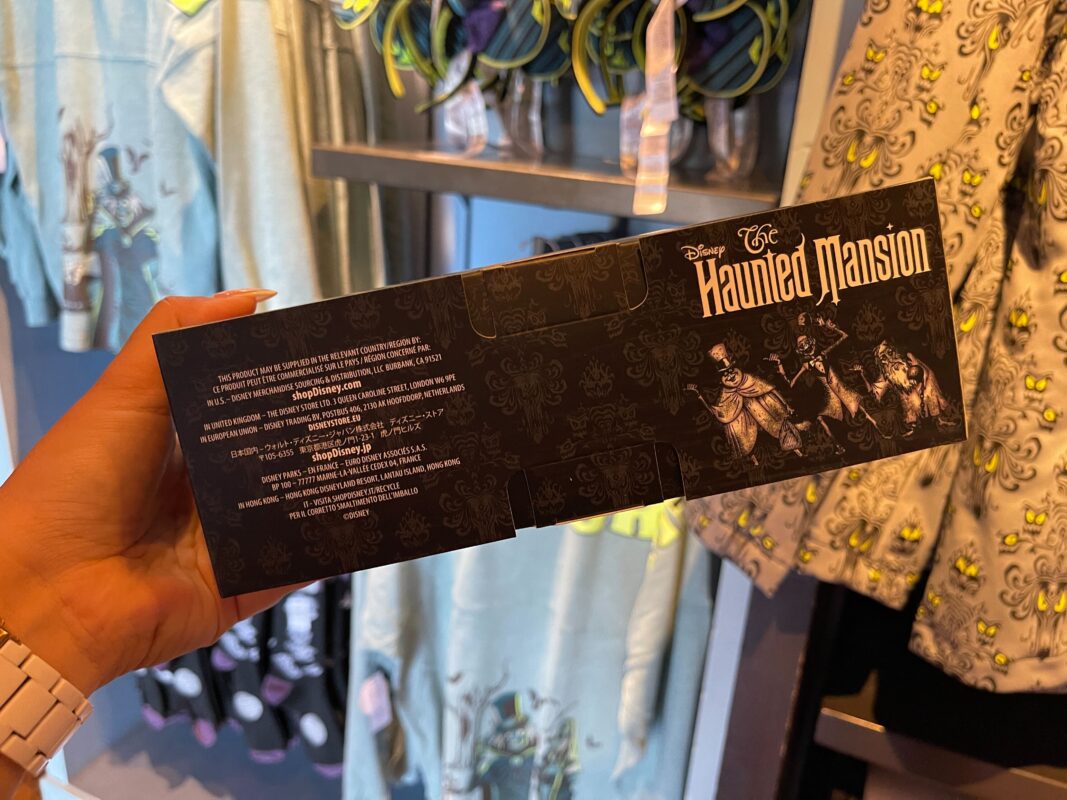 THIS PRODUCT MAY BE SUPPLIED IN THE RELEVANT COUNTRY/REGION BY:
CE PRODUIT PEUT ÊTRE COMMERCIALISE SUR LE PAYS / RÉGION CONCERNÉ PAR:
IN U.S. – DISNEY MERCHANDISE SOURCING & DISTRIBUTION, LLC BURBANK, CA 91521
shopDisney.com
IN UNITED KINGDOM – THE DISNEY STORE LTD. 3 QUEEN CAROLINE STREET, LONDON W6 9PE
IN EUROPEAN UNION – DISNEY TRADING BV, POSTBUS 406, 2130 AK HOOFDDORP, NETHERLANDS
DISNEYSTORE.EU
日本国内 – ウォルト・ディズニー・ジャパン株式会社 ディズニーストア
〒105-6355 東京都港区虎ノ門1-23-1 虎ノ門ヒルズ
shopDisney.jp
DISNEY PARKS – EN FRANCE – EURO DISNEY ASSOCIÉS S.A.S.
BP 100 – 77777 MARNE-LA-VALLÉE CEDEX 04, FRANCE
IN HONG KONG – HONG KONG DISNEYLAND RESORT, LANTAU ISLAND, HONG KONG
IT - VISITA SHOPDISNEY.IT/RECYCLE
PER IL CORRETTO SMALTIMENTO DELL'IMBALLO
©DISNEY
Disney The
Haunted Mansion